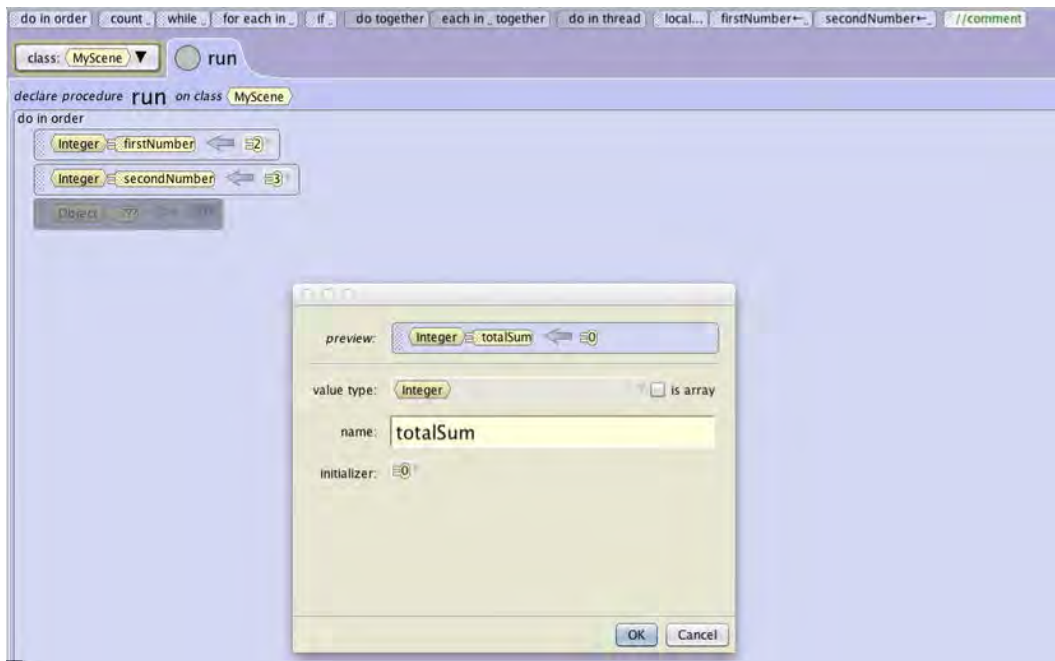 do in order count _ while _ for each in _ if _ do together each in _ together do in thread local... firstNumber←_ secondNumber←_ //comment
class: MyScene ▼ run
declare procedure run on class MyScene
do in order
Integer firstNumber 2
Integer secondNumber 3
Object ???
preview: Integer totalSum 0
value type: Integer is array
name: totalSum
initializer: 0
OK Cancel